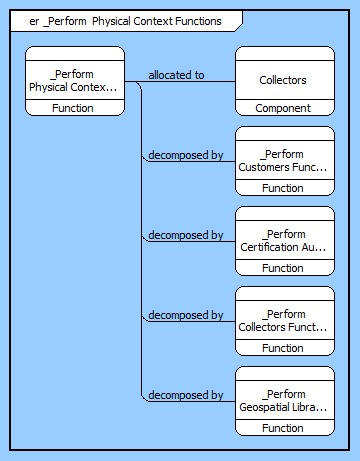 er _Perform  Physical Context Functions
_Perform
Physical Contex...
Function
allocated to
Collectors
Component
decomposed by
_Perform
Customers Func...
Function
decomposed by
_Perform
Certification Au...
Function
decomposed by
_Perform
Collectors Funct...
Function
decomposed by
_Perform
Geospatial Libra...
Function